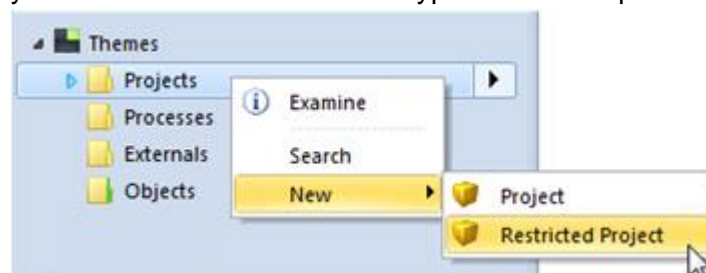 Themes
Projects
Examine
Processes
Externals
Search
Objects
New
Project
Restricted Project